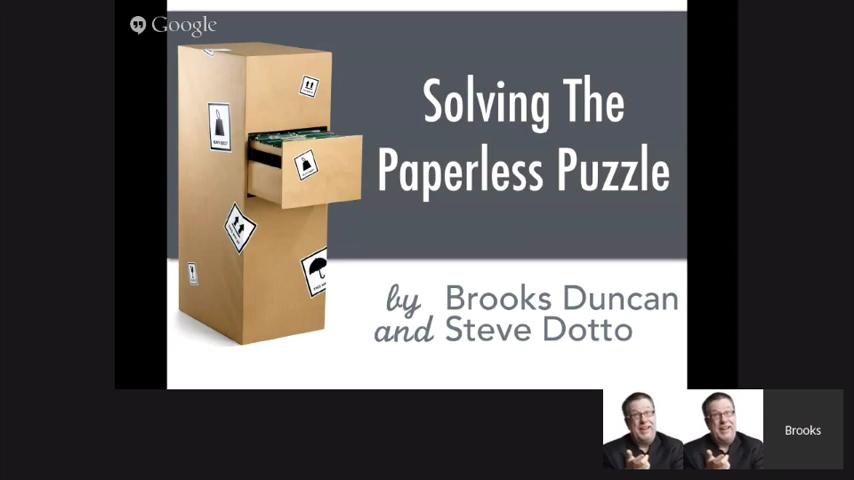 Google
Solving The
Paperless Puzzle
by Brooks Duncan
and Steve Dotto
Brooks